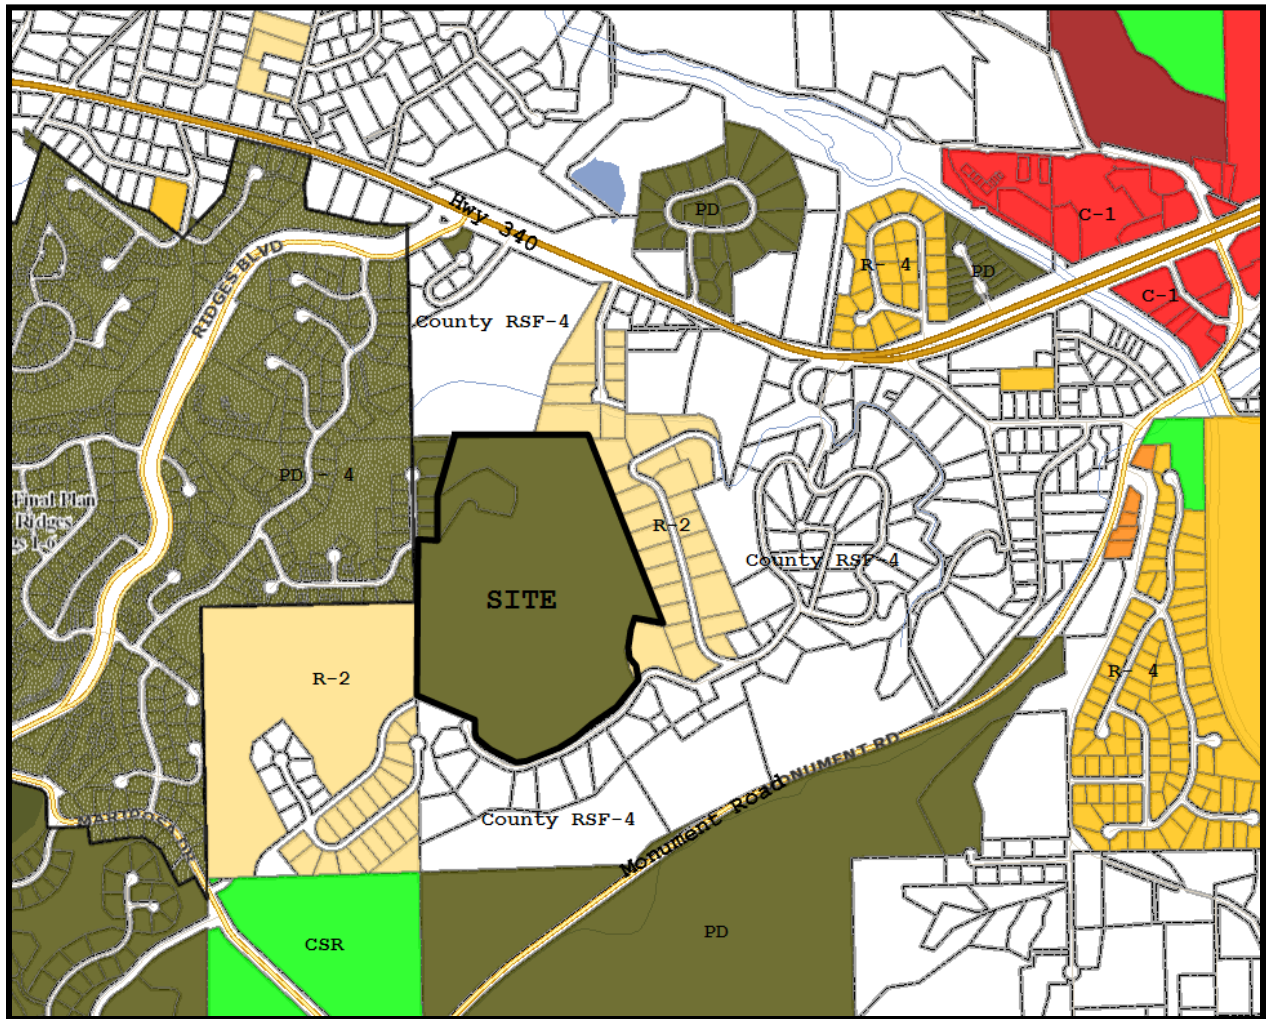 Hwy 340
PD
C-1
R- 4
PD
RIDGES BLVD
C-1
County RSF-4
PD - 4
Final Plan
Ridges
R-2
County RSF-4
SITE
R-2
R- 4
MONUMENT RD
Monument Road
MARIPOSA DR
County RSF-4
PD
CSR